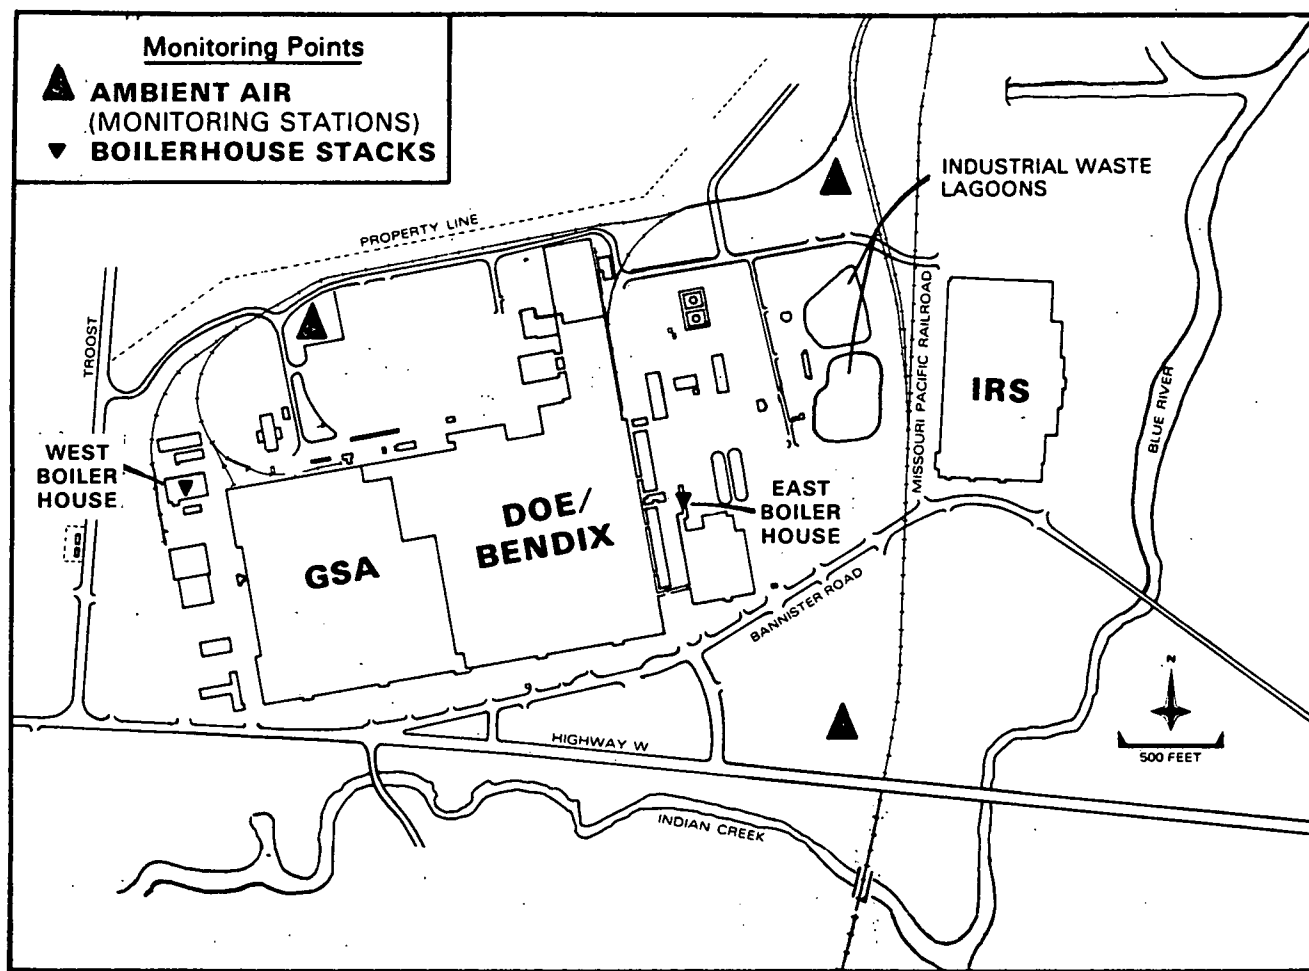 Monitoring Points
AMBIENT AIR
(MONITORING STATIONS)
BOILERHOUSE STACKS
INDUSTRIAL WASTE
LAGOONS
PROPERTY LINE
TROOST
MISSOURI PACIFIC RAILROAD
IRS
BLUE RIVER
WEST
BOILER
HOUSE
DOE/
BENDIX
GSA
EAST
BOILER
HOUSE
BANNISTER ROAD
N
500 FEET
HIGHWAY W
INDIAN CREEK